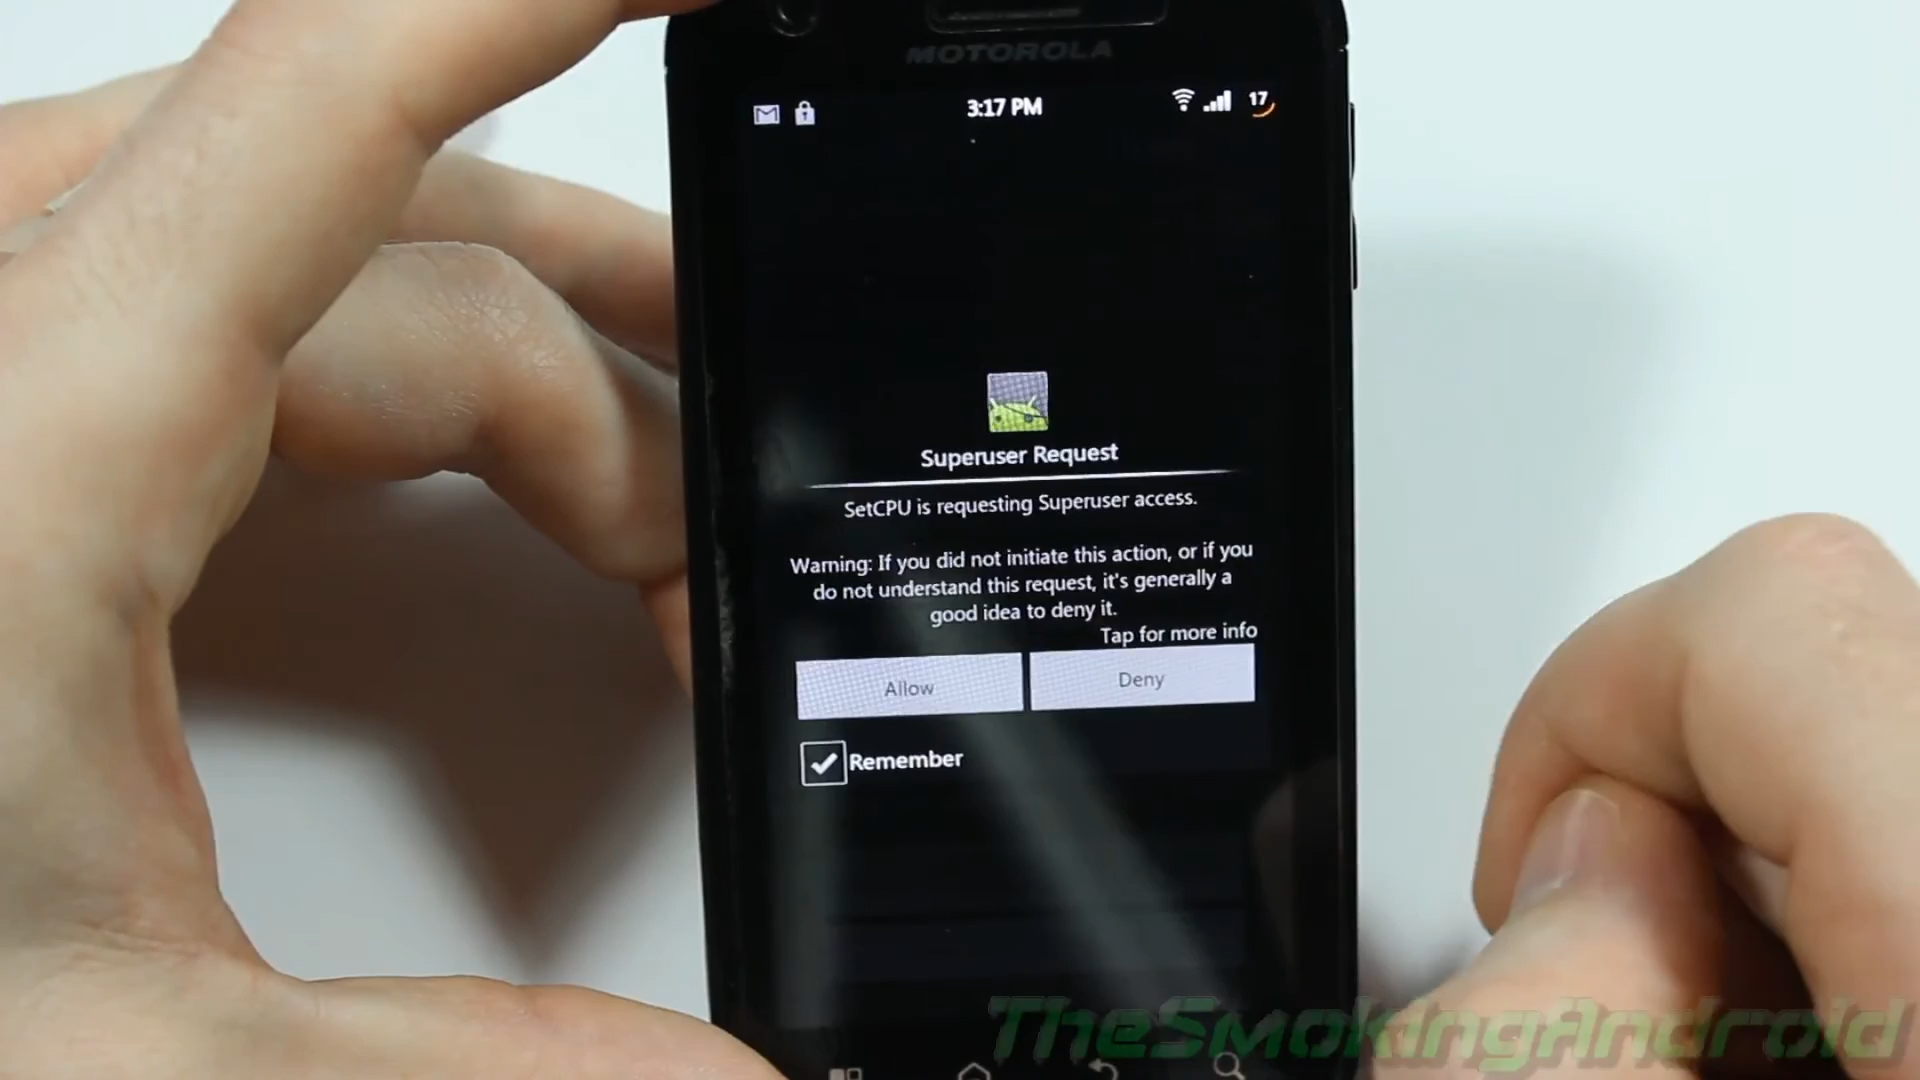 MOTOROLA
3:17 PM
17
Superuser Request
SetCPU is requesting Superuser access.
Warning: If you did not initiate this action, or if you
do not understand this request, it's generally a
good idea to deny it.
Tap for more info
Allow
Deny
Remember
TheSmokingAndroid